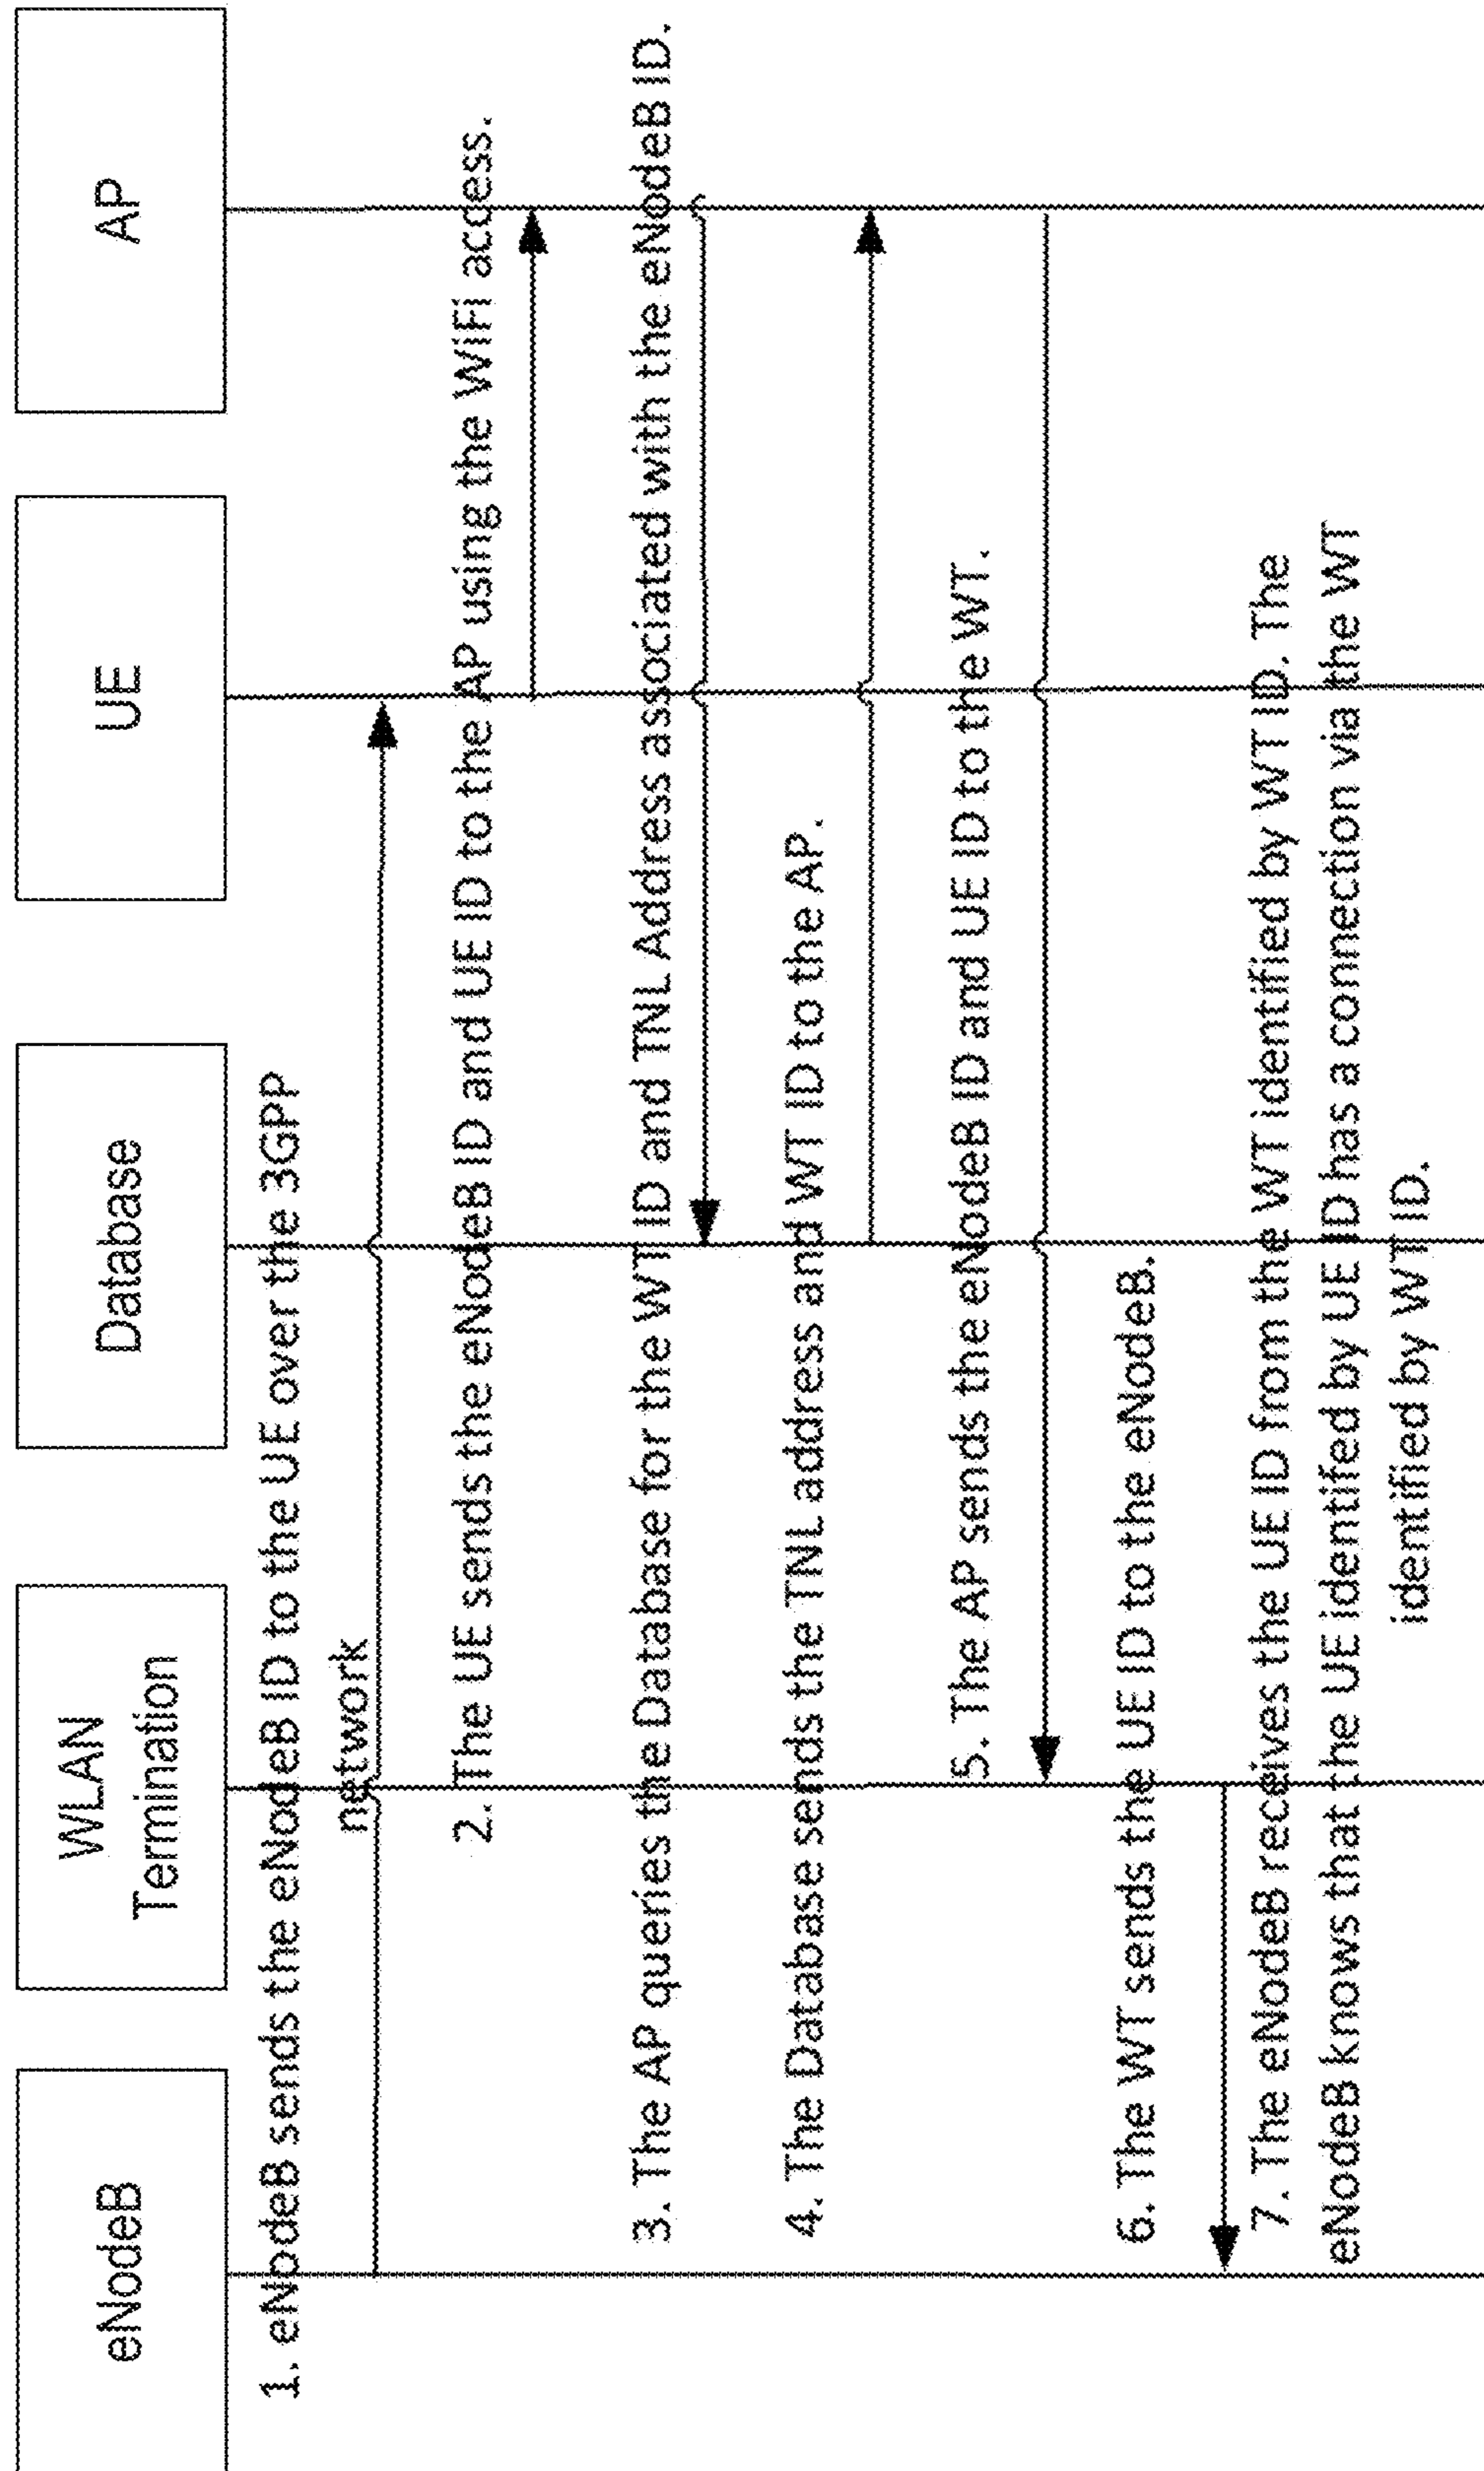 eNodeB
WLAN
Termination
Database
UE
AP
1. eNodeB sends the eNodeB ID to the UE over the 3GPP
network
2. The UE sends the eNodeB ID and UE ID to the AP using the WiFi access.
3. The AP queries the Database for the WT ID and TNL Address associated with the eNodeB ID.
4. The Database sends the TNL address and WT ID to the AP.
5. The AP sends the eNodeB ID and UE ID to the WT.
6. The WT sends the UE ID to the eNodeB.
7. The eNodeB receives the UE ID from the WT identified by WT ID. The
eNodeB knows that the UE identifed by UE ID has a connection via the WT
identified by WT ID.